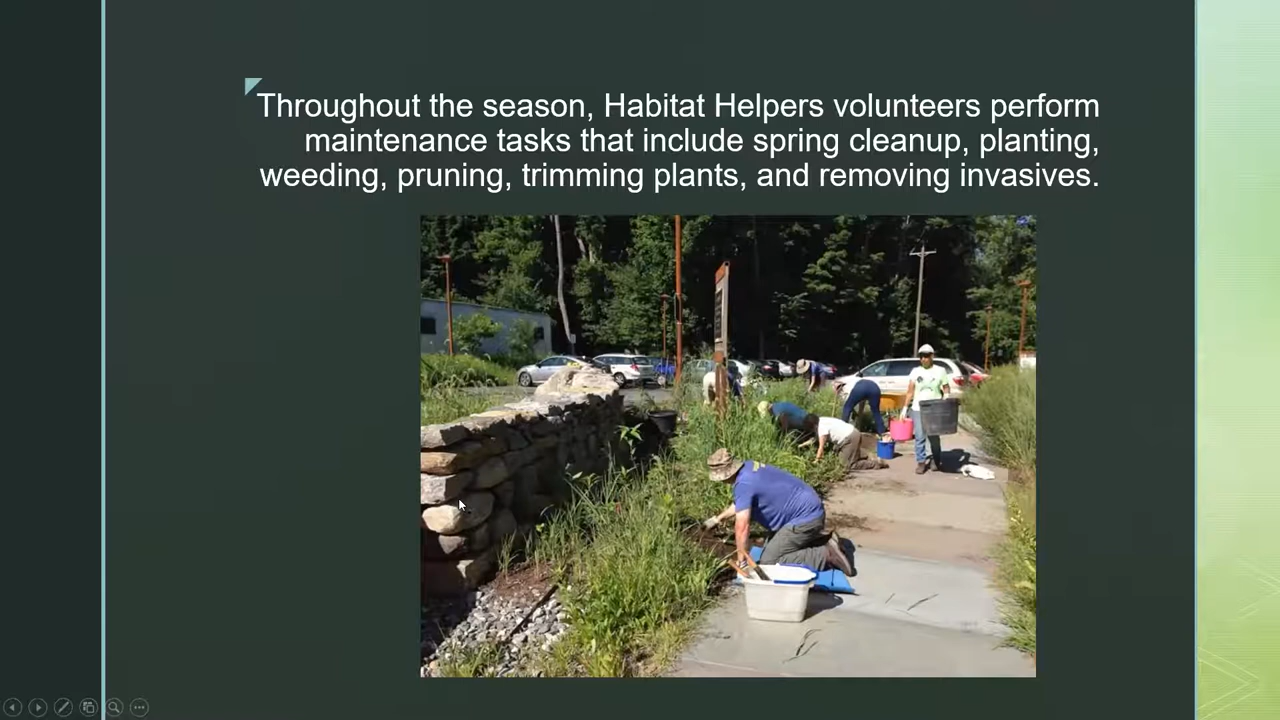 Throughout the season, Habitat Helpers volunteers perform
maintenance tasks that include spring cleanup, planting,
weeding, pruning, trimming plants, and removing invasives.